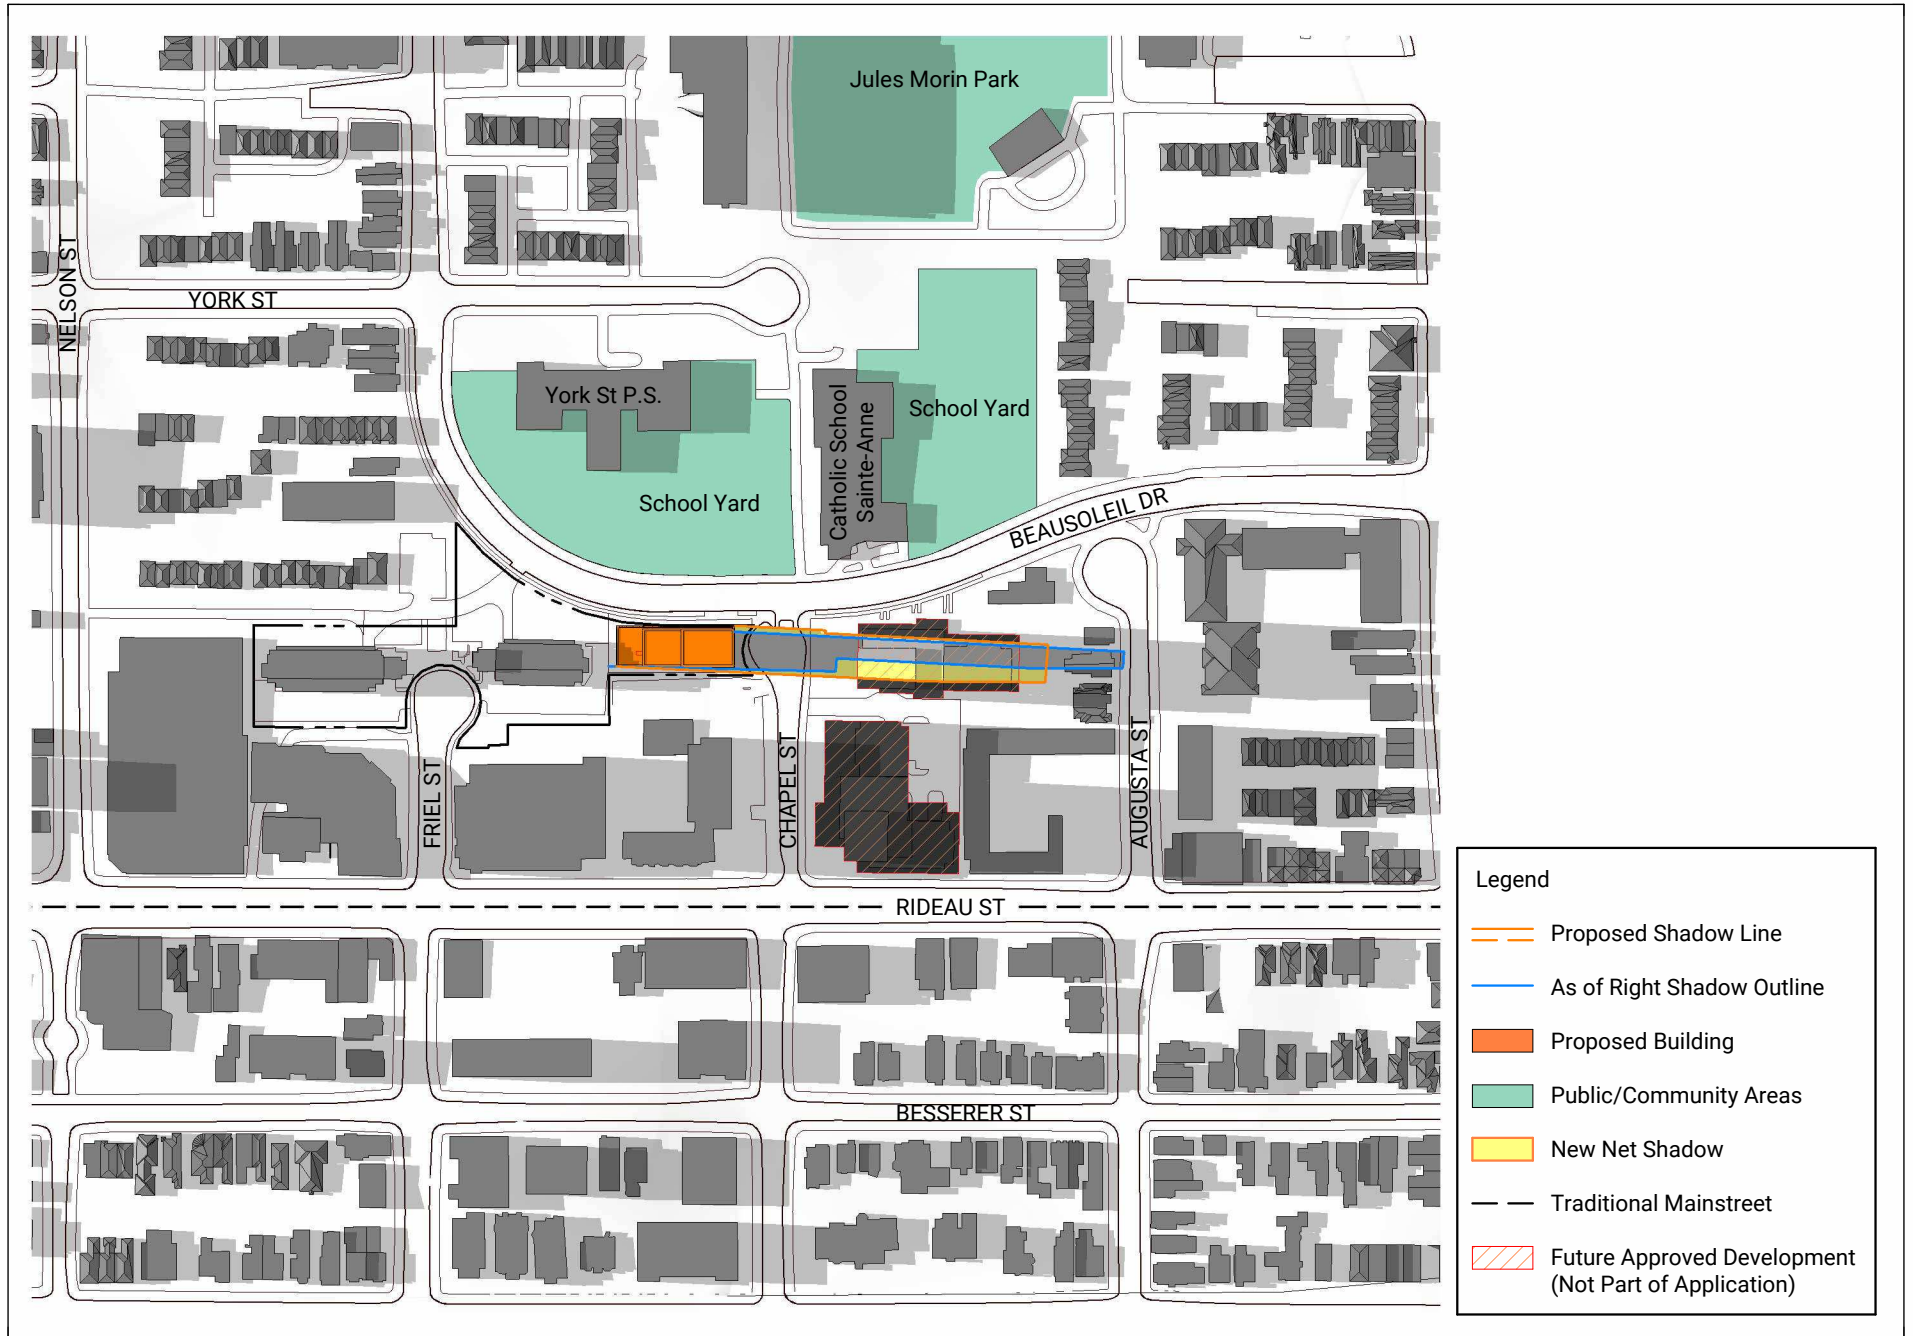 Jules Morin Park
NELSON ST
YORK ST
York St P.S.
School Yard
Catholic School
Sainte-Anne
School Yard
BEAUSOLEIL DR
FRIEL ST
CHAPEL ST
AUGUSTA ST
RIDEAU ST
BESSERER ST
Legend
Proposed Shadow Line
As of Right Shadow Outline
Proposed Building
Public/Community Areas
New Net Shadow
Traditional Mainstreet
Future Approved Development
(Not Part of Application)